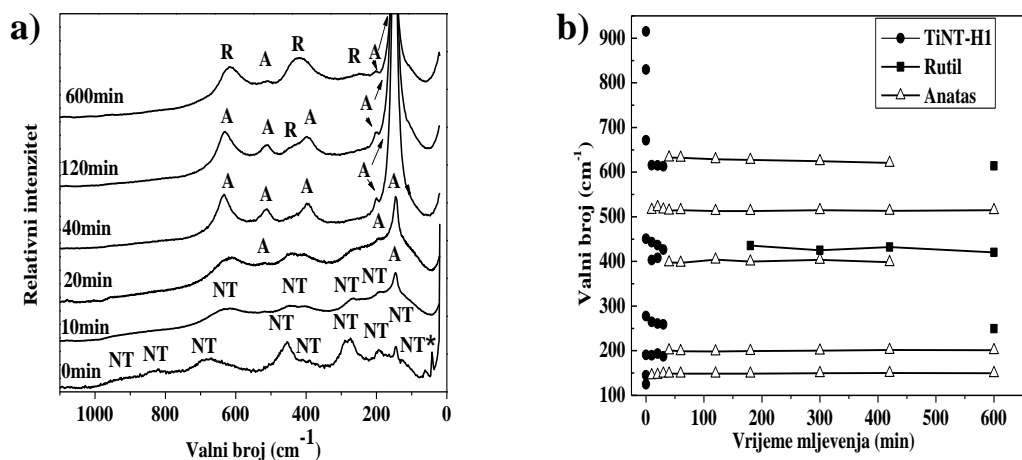 a)
Relativni intenzitet
R
A
R
R
A
600min
A
A
R
A
A
120min
A
A
A
A
A
40min
A
A
20min
NT
NT
NT
NT
A
10min
NT
NT
NT
NT
NT
NT
NT
NT*
0min
1000
800
600
400
200
0
Valni broj (cm-1)
b)
TiNT-H1
Rutil
Anatas
Valni broj (cm-1)
900
800
700
600
500
400
300
200
100
0
100
200
300
400
500
600
Vrijeme mljevenja (min)